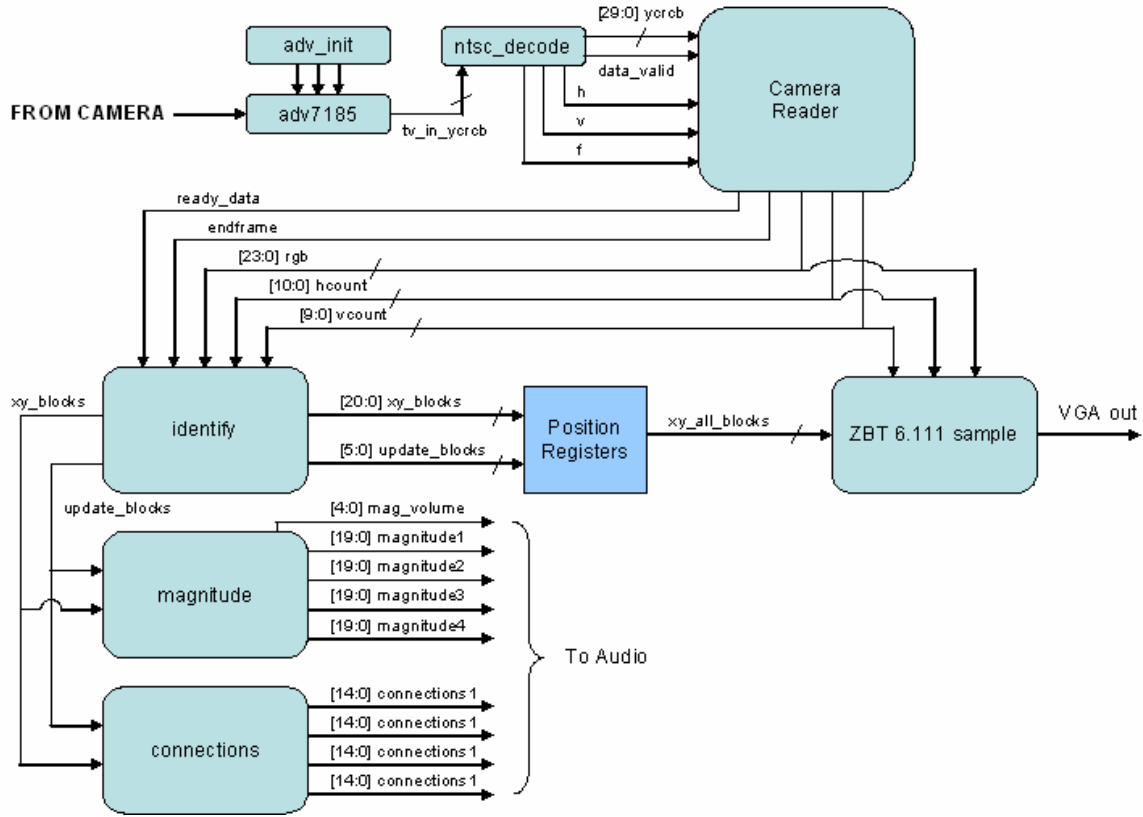 [29:0] ycrcb
adv_init
ntsc_decode
data_valid
Camera
Reader
h
FROM CAMERA
adv7185
tv_in_ycrcb
v
f
ready_data
endframe
[23:0] rgb
[10:0] hcount
[9:0] vcount
xy_blocks
identify
[20:0] xy_blocks
[5:0] update_blocks
Position
Registers
xy_all_blocks
ZBT 6.111 sample
VGA out
update_blocks
magnitude
[4:0] mag_volume
[19:0] magnitude1
[19:0] magnitude2
[19:0] magnitude3
[19:0] magnitude4
To Audio
connections
[14:0] connections1
[14:0] connections1
[14:0] connections1
[14:0] connections1